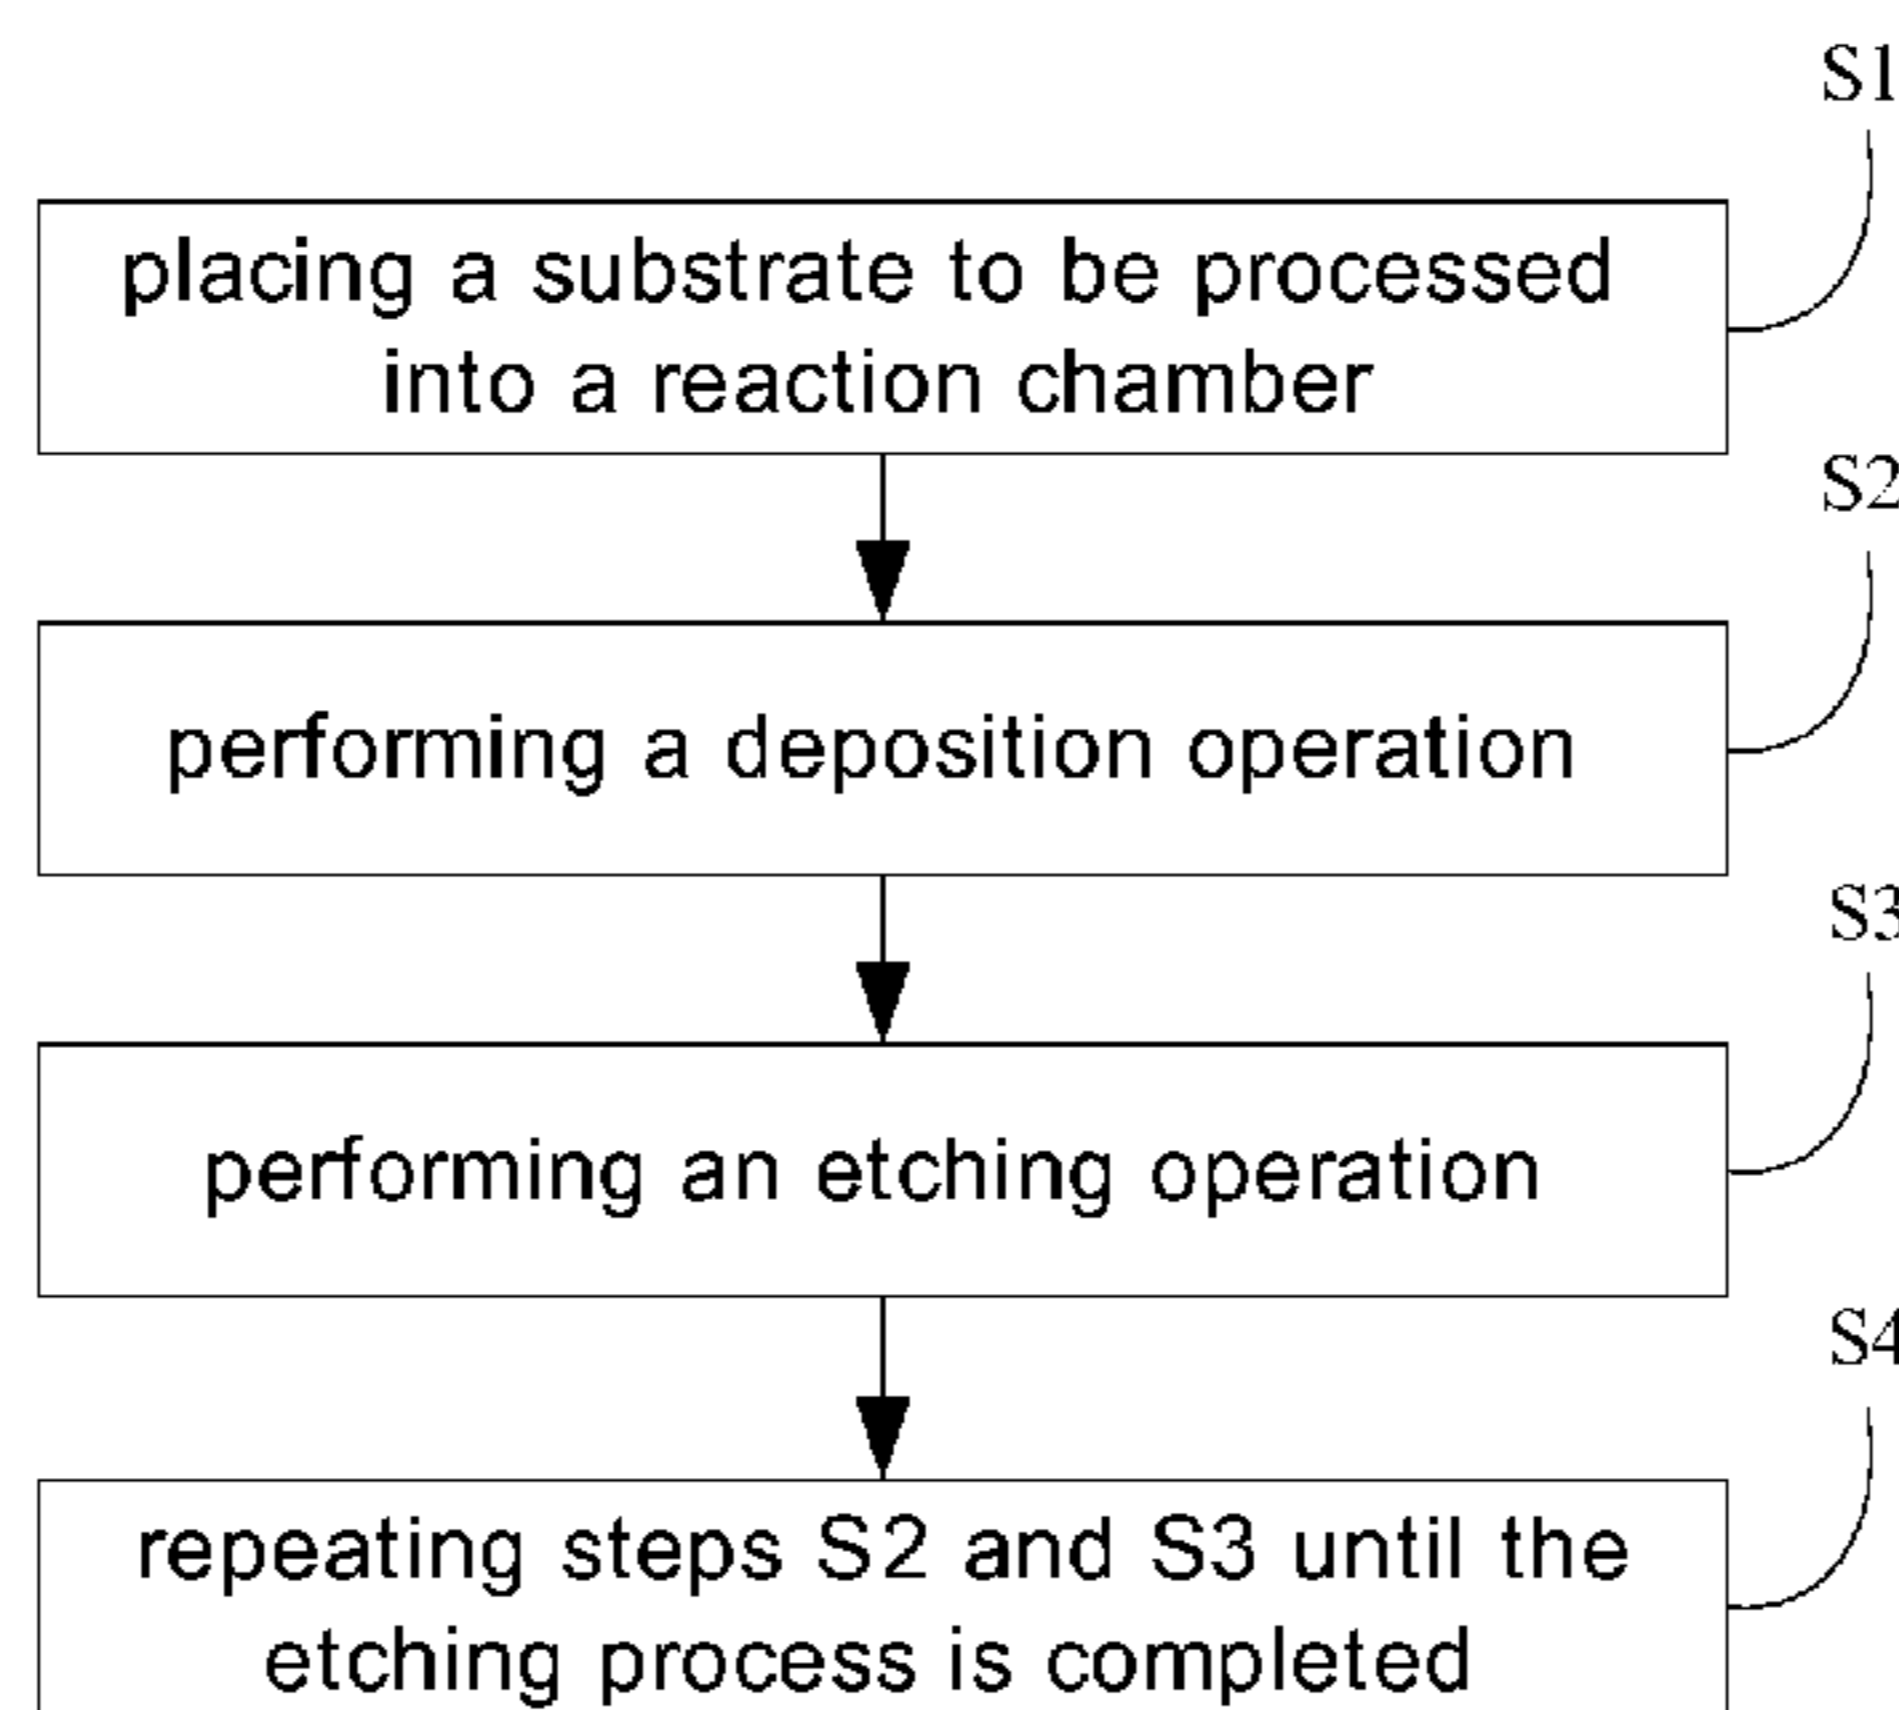 S1
placing a substrate to be processed
into a reaction chamber
S2
performing a deposition operation
S3
performing an etching operation
S4
repeating steps S2 and S3 until the
etching process is completed